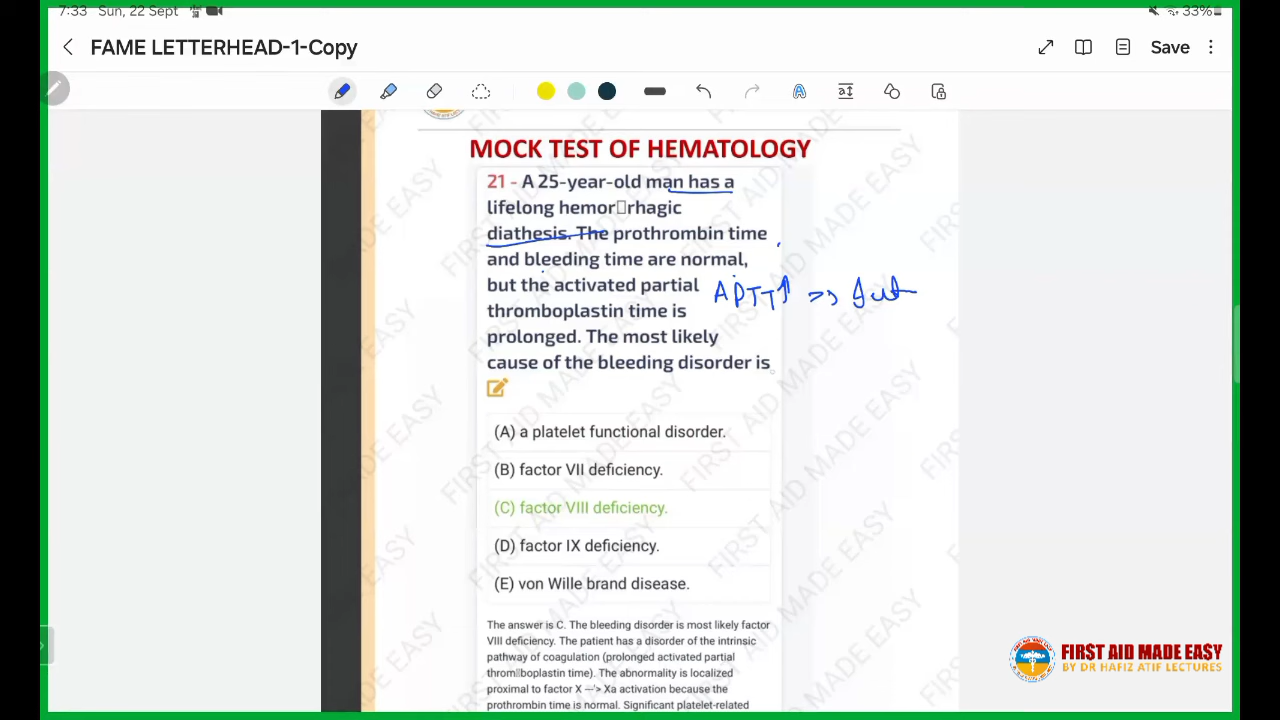 7:33 Sun, 22 Sept
33%
FAME LETTERHEAD-1-Copy
Save
MOCK TEST OF HEMATOLOGY
21 - A 25-year-old man has a
lifelong hemor▯rhagic
diathesis. The prothrombin time
and bleeding time are normal,
but the activated partial
APTT↑
thromboplastin time is
prolonged. The most likely
cause of the bleeding disorder is
(A) a platelet functional disorder.
(B) factor VII deficiency.
(C) factor VIII deficiency.
(D) factor IX deficiency.
(E) von Wille brand disease.
The answer is C. The bleeding disorder is most likely factor
VIII deficiency. The patient has a disorder of the intrinsic
pathway of coagulation (prolonged activated partial
throm▯boplastin time). The abnormality is localized
proximal to factor X —'> Xa activation because the
prothrombin time is normal. Significant platelet-related
FIRST AID MADE EASY
BY DR HAFIZ ATIF LECTURES